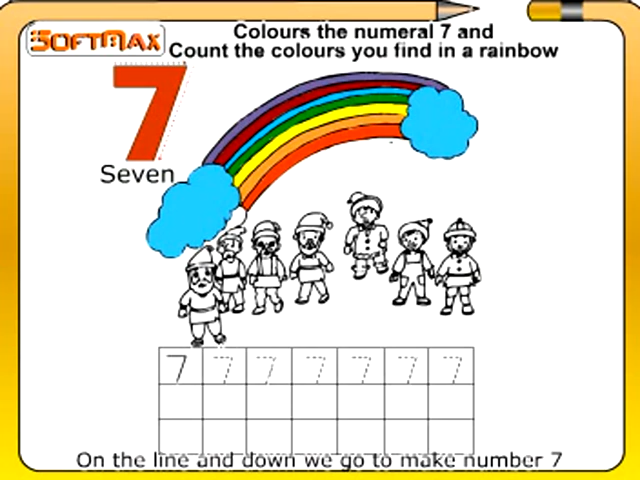 SOFTMAX
Colours the numeral 7 and
Count the colours you find in a rainbow
7
Seven
7 7 7 7 7 7 7
On the line and down we go to make number 7